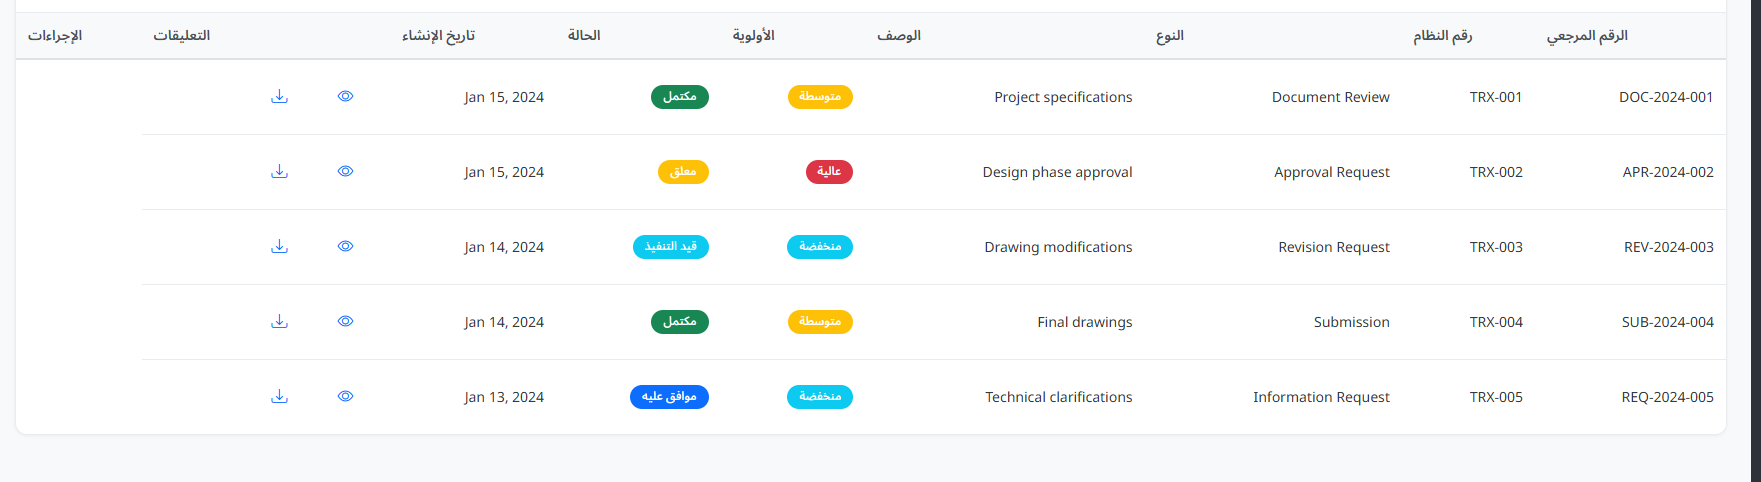 الرقم المرجعي رقم النظام النوع الوصف الأولوية الحالة تاريخ الإنشاء التعليقات الإجراءات
DOC-2024-001 TRX-001 Document Review Project specifications متوسطة مكتمل Jan 15, 2024
APR-2024-002 TRX-002 Approval Request Design phase approval عالية معلق Jan 15, 2024
REV-2024-003 TRX-003 Revision Request Drawing modifications منخفضة قيد التنفيذ Jan 14, 2024
SUB-2024-004 TRX-004 Submission Final drawings متوسطة مكتمل Jan 14, 2024
REQ-2024-005 TRX-005 Information Request Technical clarifications منخفضة موافق عليه Jan 13, 2024